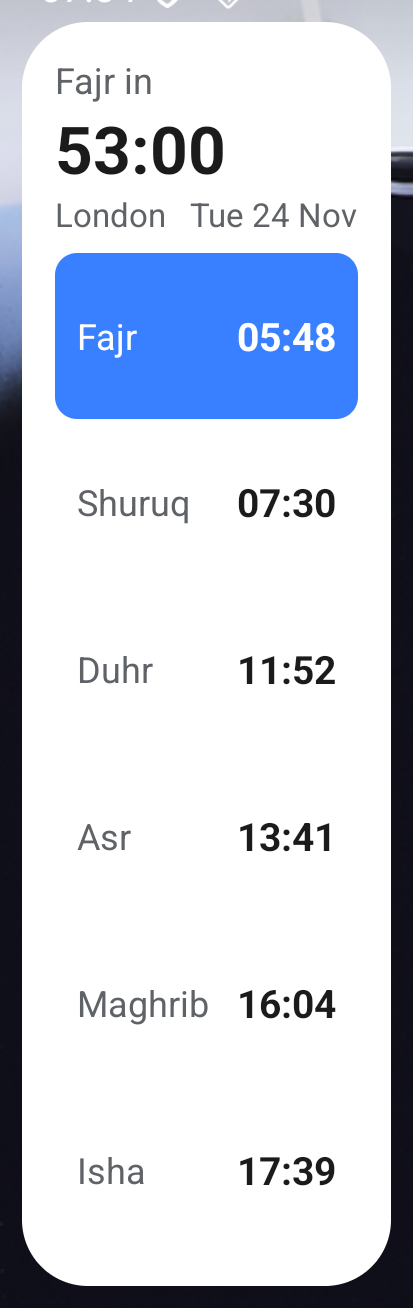 Fajr in
53:00
London Tue 24 Nov
Fajr 05:48
Shuruq 07:30
Duhr 11:52
Asr 13:41
Maghrib 16:04
Isha 17:39